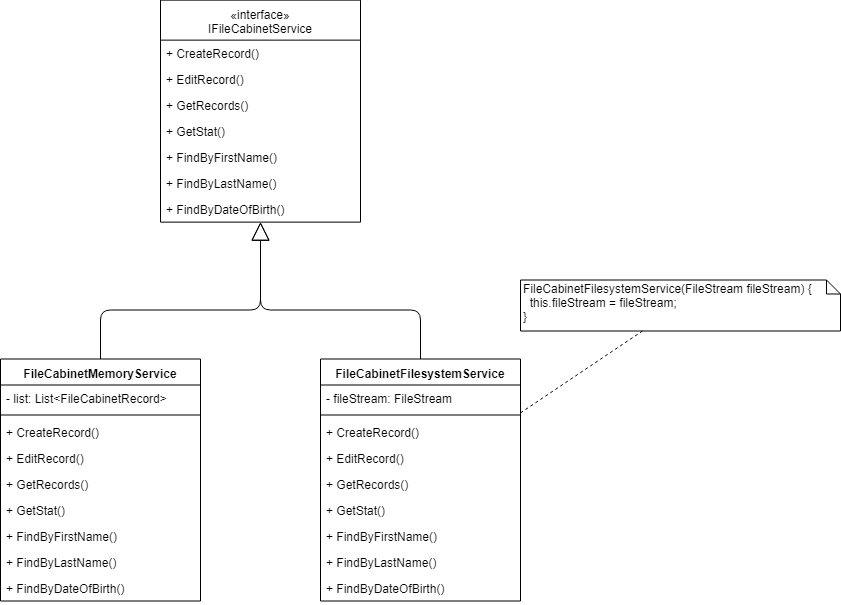 «interface»
IFileCabinetService
+ CreateRecord()
+ EditRecord()
+ GetRecords()
+ GetStat()
+ FindByFirstName()
+ FindByLastName()
+ FindByDateOfBirth()
FileCabinetFilesystemService(FileStream fileStream) {
this.fileStream = fileStream;
}
FileCabinetMemoryService
- list: List<FileCabinetRecord>
+ CreateRecord()
+ EditRecord()
+ GetRecords()
+ GetStat()
+ FindByFirstName()
+ FindByLastName()
+ FindByDateOfBirth()
FileCabinetFilesystemService
- fileStream: FileStream
+ CreateRecord()
+ EditRecord()
+ GetRecords()
+ GetStat()
+ FindByFirstName()
+ FindByLastName()
+ FindByDateOfBirth()